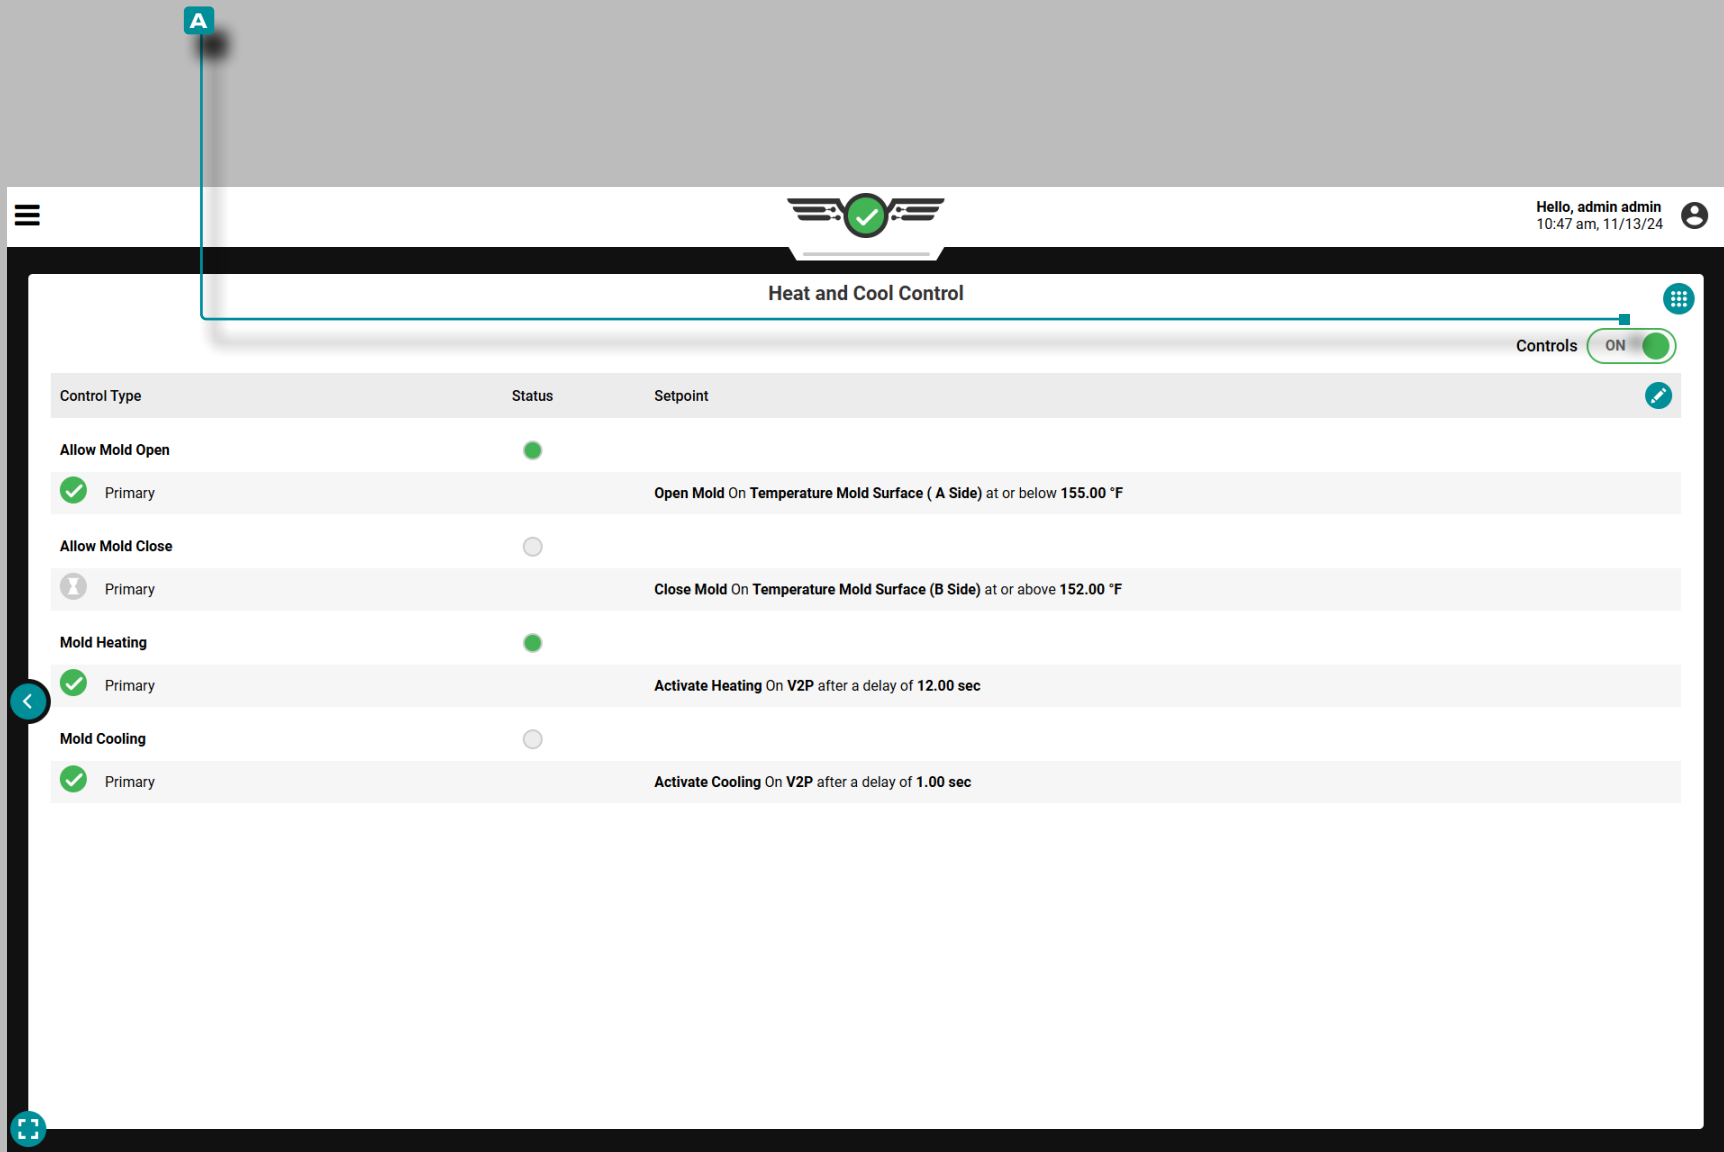 A
Hello, admin admin
10:47 am, 11/13/24
Heat and Cool Control
Controls ON
Control Type Status Setpoint
Allow Mold Open
Primary Open Mold On Temperature Mold Surface ( A Side) at or below 155.00 °F
Allow Mold Close
Primary Close Mold On Temperature Mold Surface (B Side) at or above 152.00 °F
Mold Heating
Primary Activate Heating On V2P after a delay of 12.00 sec
Mold Cooling
Primary Activate Cooling On V2P after a delay of 1.00 sec